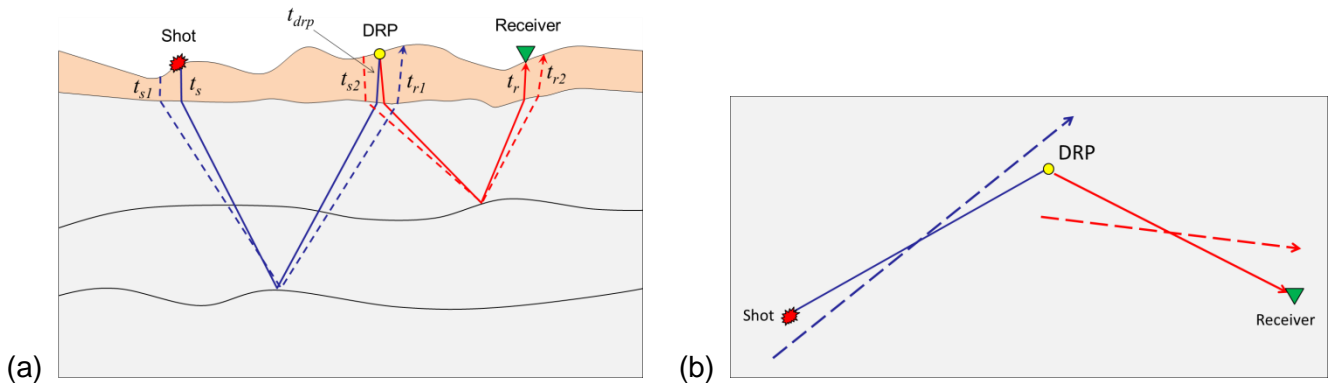 t_drp
DRP
Receiver
Shot
t_s1
t_s
t_s2
t_r1
t_r
t_r2
(a)
DRP
Shot
Receiver
(b)